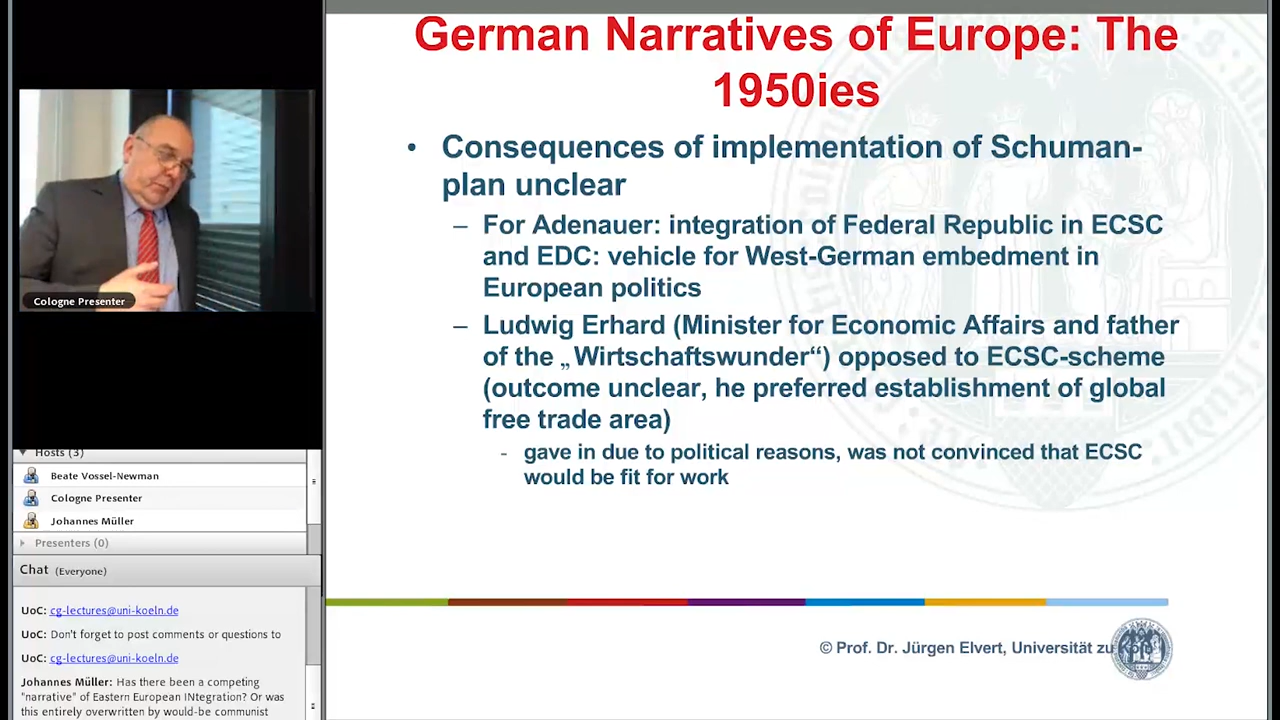 German Narratives of Europe: The
1950ies
• Consequences of implementation of Schuman-
plan unclear
– For Adenauer: integration of Federal Republic in ECSC
and EDC: vehicle for West-German embedment in
European politics
– Ludwig Erhard (Minister for Economic Affairs and father
of the „Wirtschaftswunder“) opposed to ECSC-scheme
(outcome unclear, he preferred establishment of global
free trade area)
- gave in due to political reasons, was not convinced that ECSC
would be fit for work
© Prof. Dr. Jürgen Elvert, Universität zu
Cologne Presenter
Hosts (3)
Beate Vossel-Newman
Cologne Presenter
Johannes Müller
Presenters (0)
Chat (Everyone)
UoC: cg-lectures@uni-koeln.de
UoC: Don't forget to post comments or questions to
UoC: cg-lectures@uni-koeln.de
Johannes Müller: Has there been a competing
"narrative" of Eastern European INtegration? Or was
this entirely overwritten by would-be communist